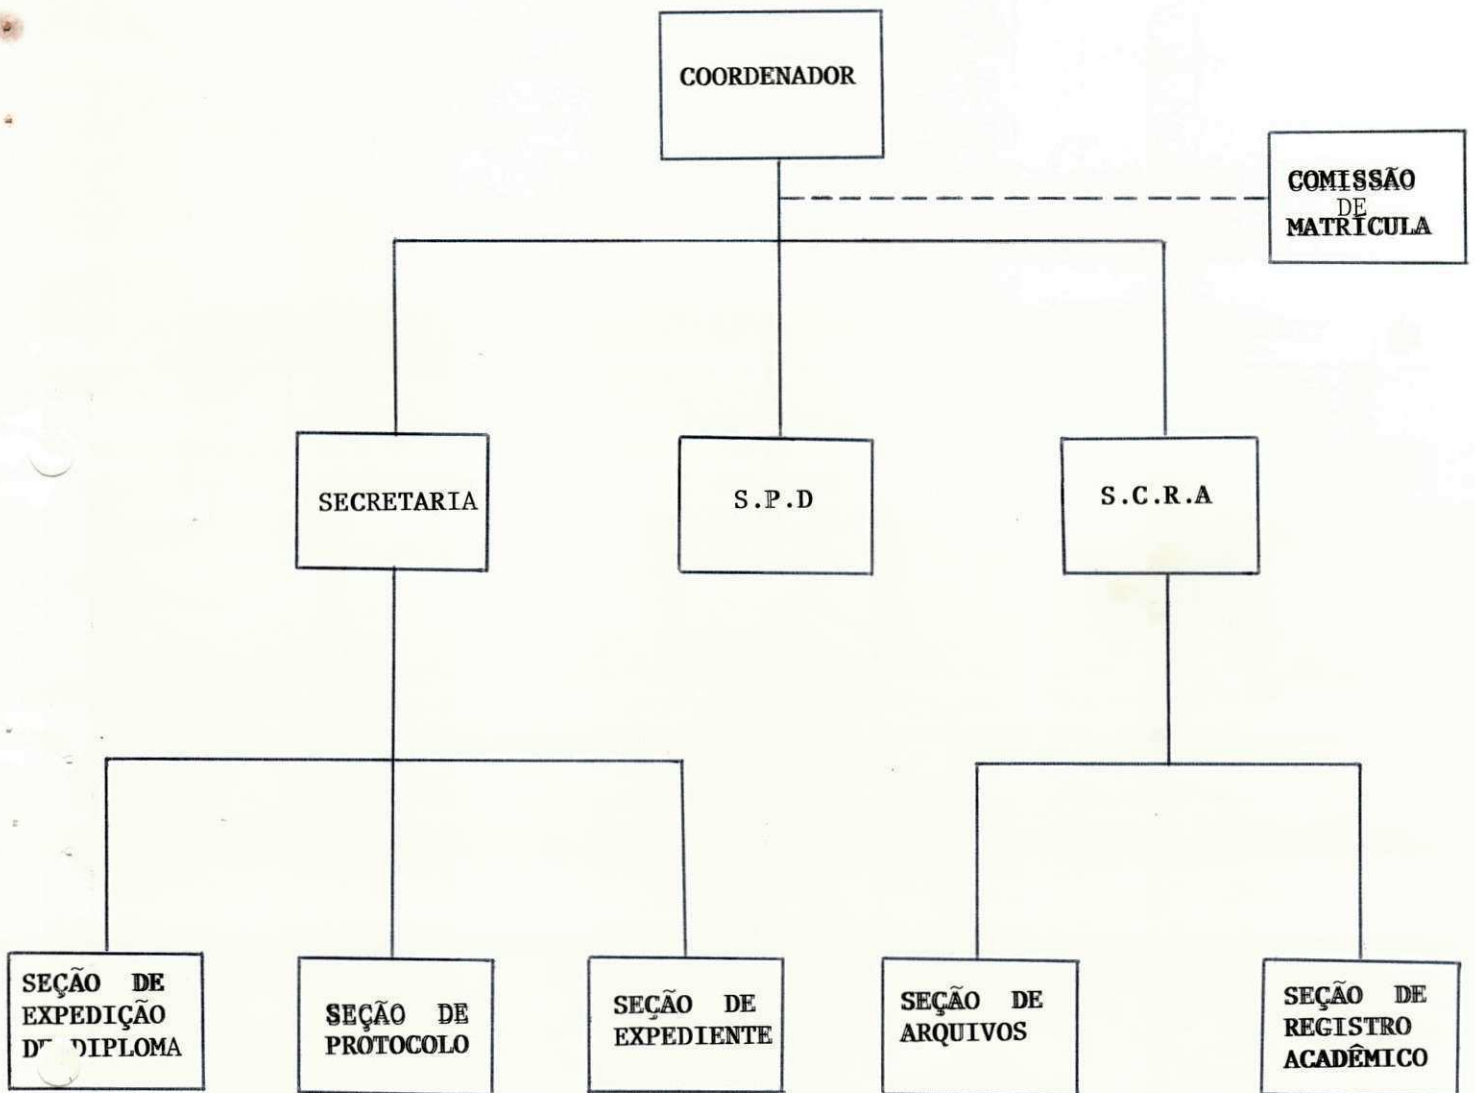 COORDENADOR
COMISSÃO
DE
MATRÍCULA
SECRETARIA
S.P.D
S.C.R.A
SEÇÃO DE
EXPEDIÇÃO
DE DIPLOMA
SEÇÃO DE
PROTOCOLO
SEÇÃO DE
EXPEDIENTE
SEÇÃO DE
ARQUIVOS
SEÇÃO DE
REGISTRO
ACADÊMICO